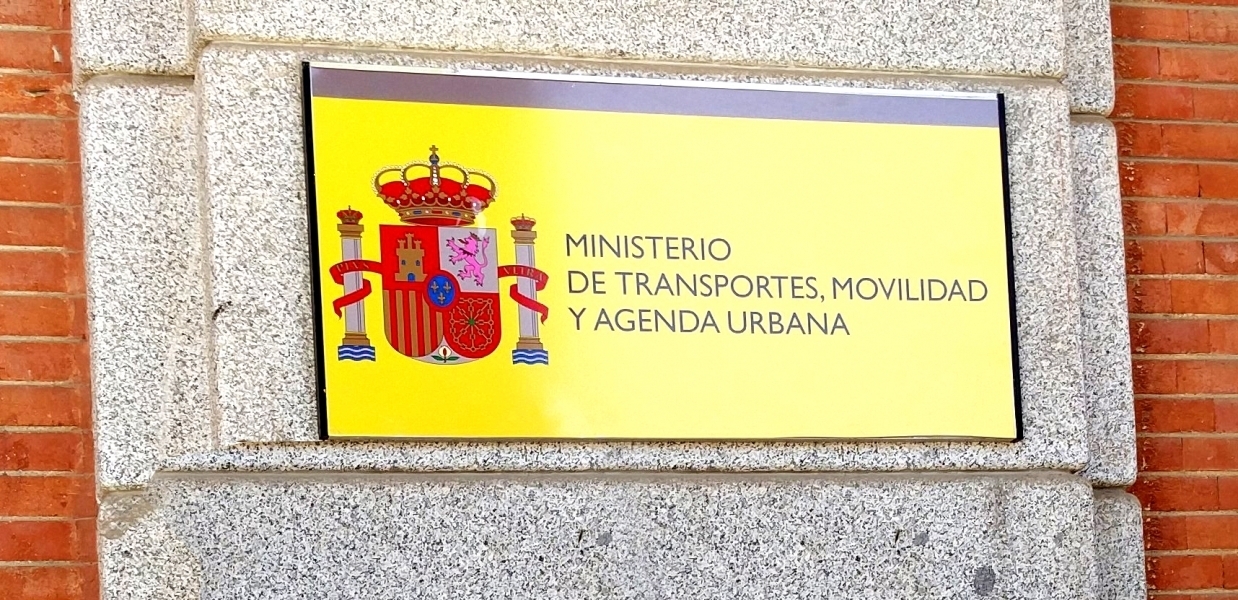 MINISTERIO
DE TRANSPORTES, MOVILIDAD
Y AGENDA URBANA